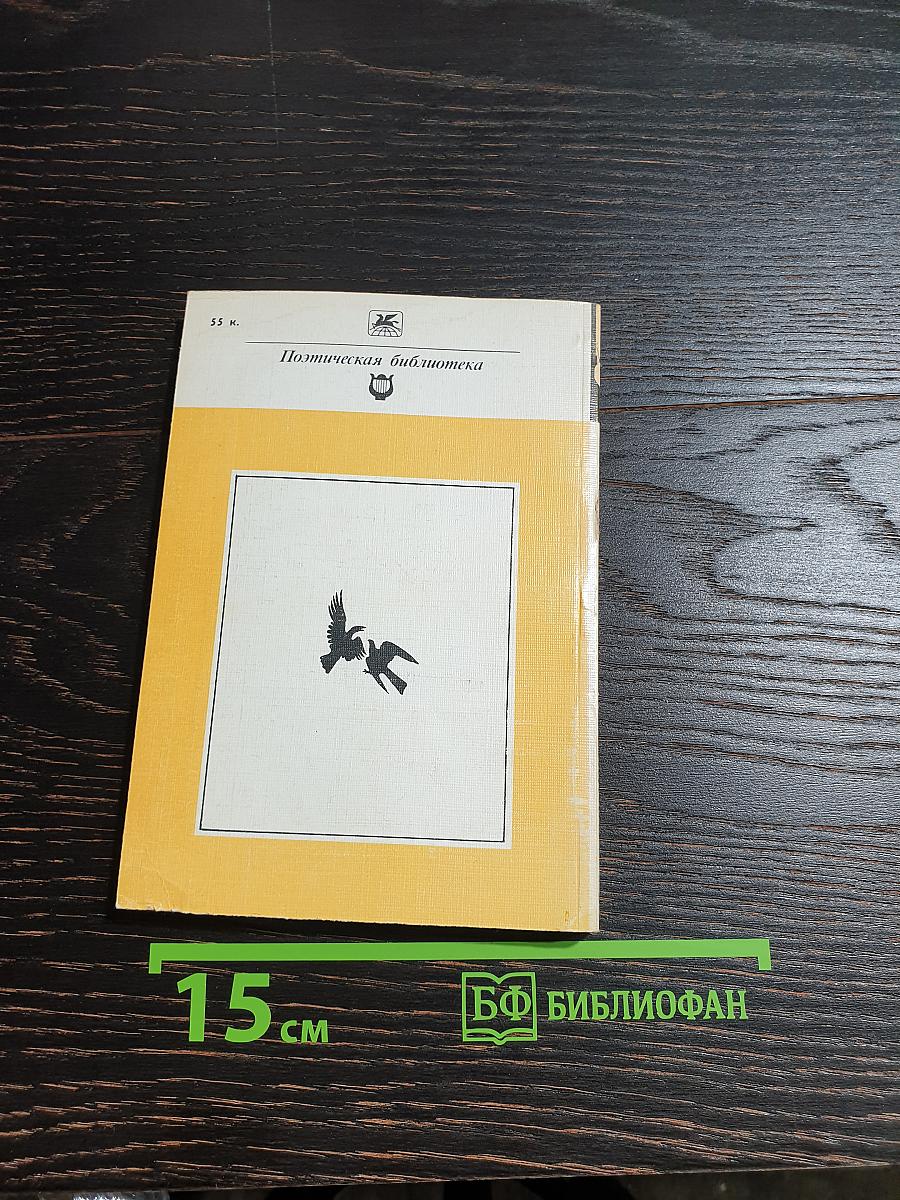 55 к.
Поэтическая библиотека
15 см
БФ БИБЛИОФАН